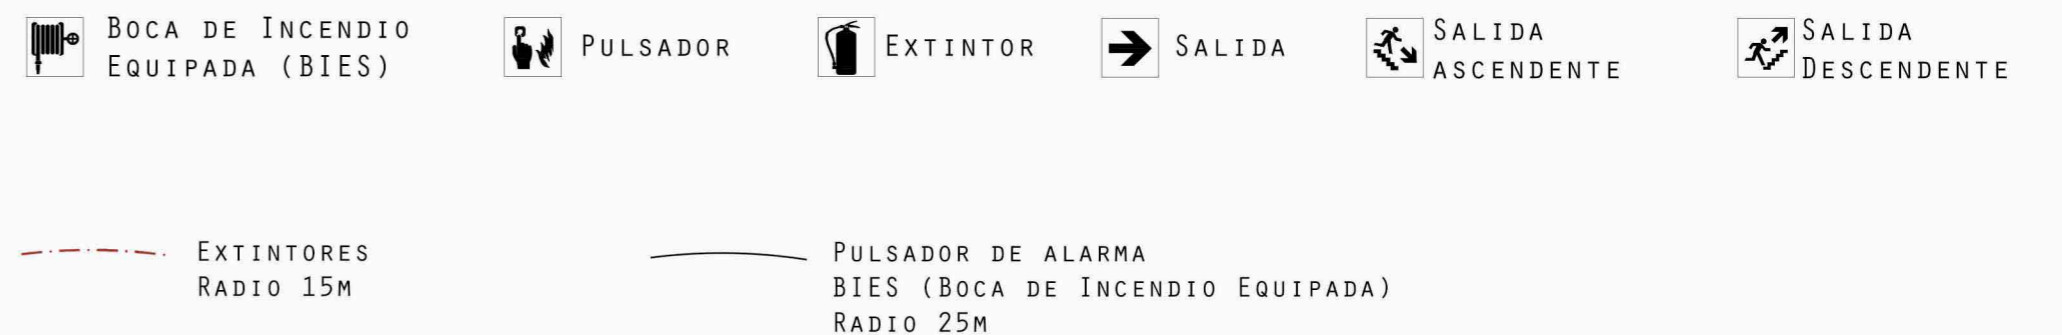 Boca de Incendio
Equipada (BIES)
Pulsador
Extintor
Salida
Salida
ascendente
Salida
Descendente
Extintores
Radio 15m
Pulsador de alarma
BIES (Boca de Incendio Equipada)
Radio 25m